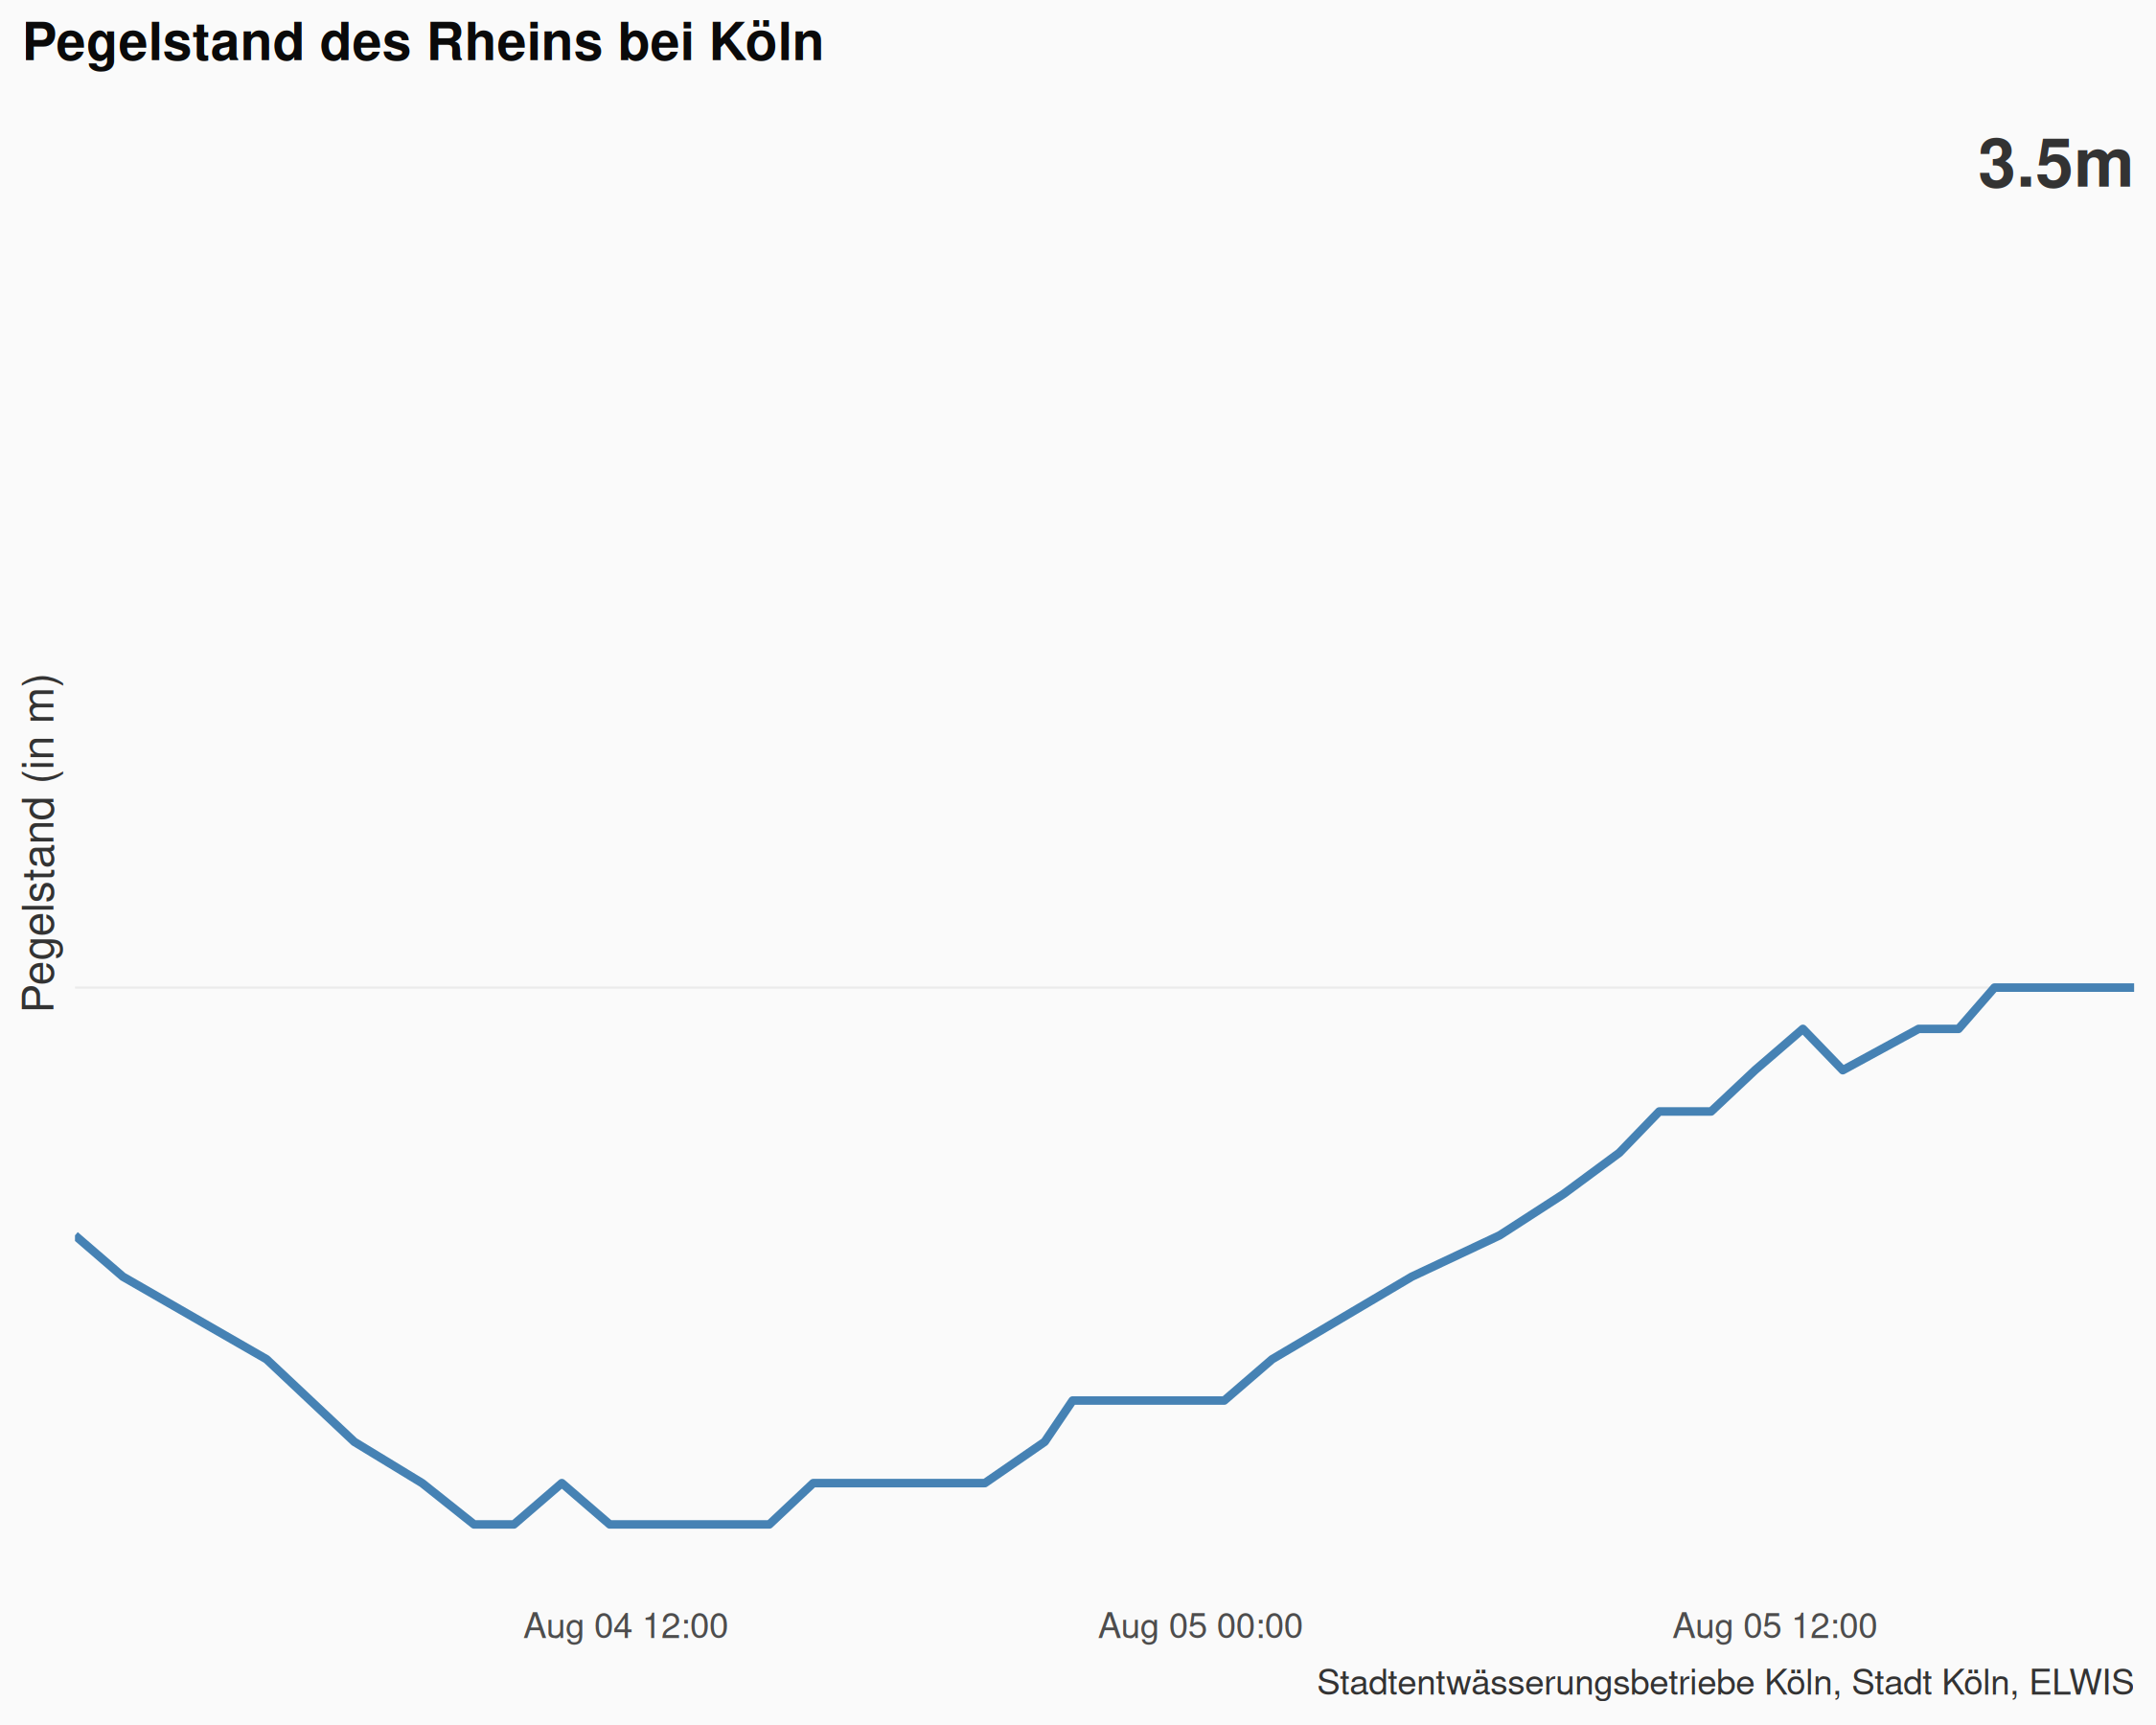 Pegelstand des Rheins bei Köln
3.5m
Pegelstand (in m)
Aug 04 12:00
Aug 05 00:00
Aug 05 12:00
Stadtentwässerungsbetriebe Köln, Stadt Köln, ELWIS